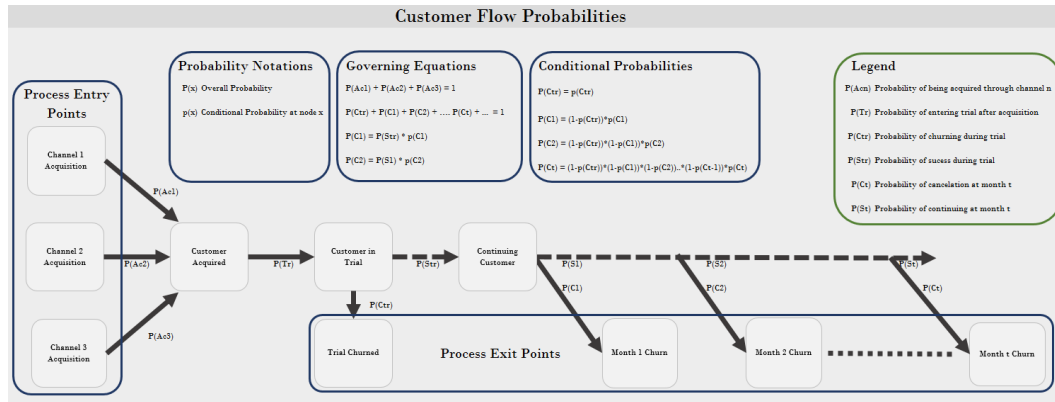 Customer Flow Probabilities
Process Entry
Points
Channel 1
Acquisition
Channel 2
Acquisition
Channel 3
Acquisition
Probability Notations
P(x) Overall Probability
p(x) Conditional Probability at node x
Governing Equations
P(Ac1) + P(Ac2) + P(Ac3) = 1
P(Ctr) + P(C1) + P(C2) + .... P(Ct) + ... = 1
P(C1) = P(Str) * p(C1)
P(C2) = P(S1) * p(C2)
Conditional Probabilities
P(Ctr) = p(Ctr)
P(C1) = (1-p(Ctr))*p(C1)
P(C2) = (1-p(Ctr))*(1-P(C1))*p(C2)
P(Ct) = (1-p(Ctr))*(1-p(C1))*(1-p(C2))..*(1-p(Ct-1))*p(Ct)
Legend
P(Acn) Probability of being acquired through channel n
P(Tr) Probability of entering trial after acquisition
P(Ctr) Probability of churning during trial
P(Str) Probability of sucess during trial
P(Ct) Probability of cancelation at month t
P(St) Probability of continuing at month t
P(Ac1)
P(Ac2)
P(Ac3)
Customer
Acquired
P(Tr)
Customer in
Trial
P(Str)
Continuing
Customer
P(S1)
P(S2)
P(St)
P(Ctr)
P(C1)
P(C2)
P(Ct)
Trial Churned
Process Exit Points
Month 1 Churn
Month 2 Churn
Month t Churn